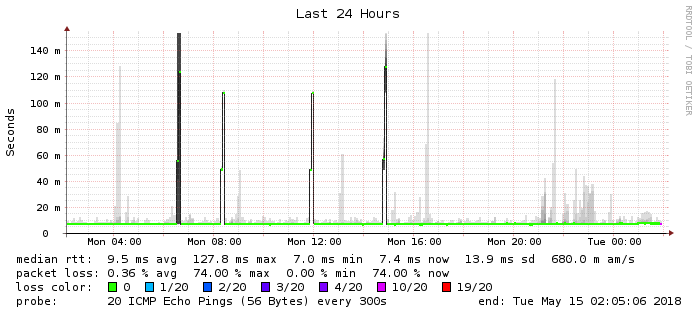 Last 24 Hours
RRDTOOL / TOBI OETIKER
Seconds
140 m
120 m
100 m
80 m
60 m
40 m
20 m
0
Mon 04:00 Mon 08:00 Mon 12:00 Mon 16:00 Mon 20:00 Tue 00:00
median rtt: 9.5 ms avg 127.8 ms max 7.0 ms min 7.4 ms now 13.9 ms sd 680.0 m am/s
packet loss: 0.36 % avg 74.00 % max 0.00 % min 74.00 % now
loss color: 0 1/20 2/20 3/20 4/20 10/20 19/20
probe: 20 ICMP Echo Pings (56 Bytes) every 300s end: Tue May 15 02:05:06 2018